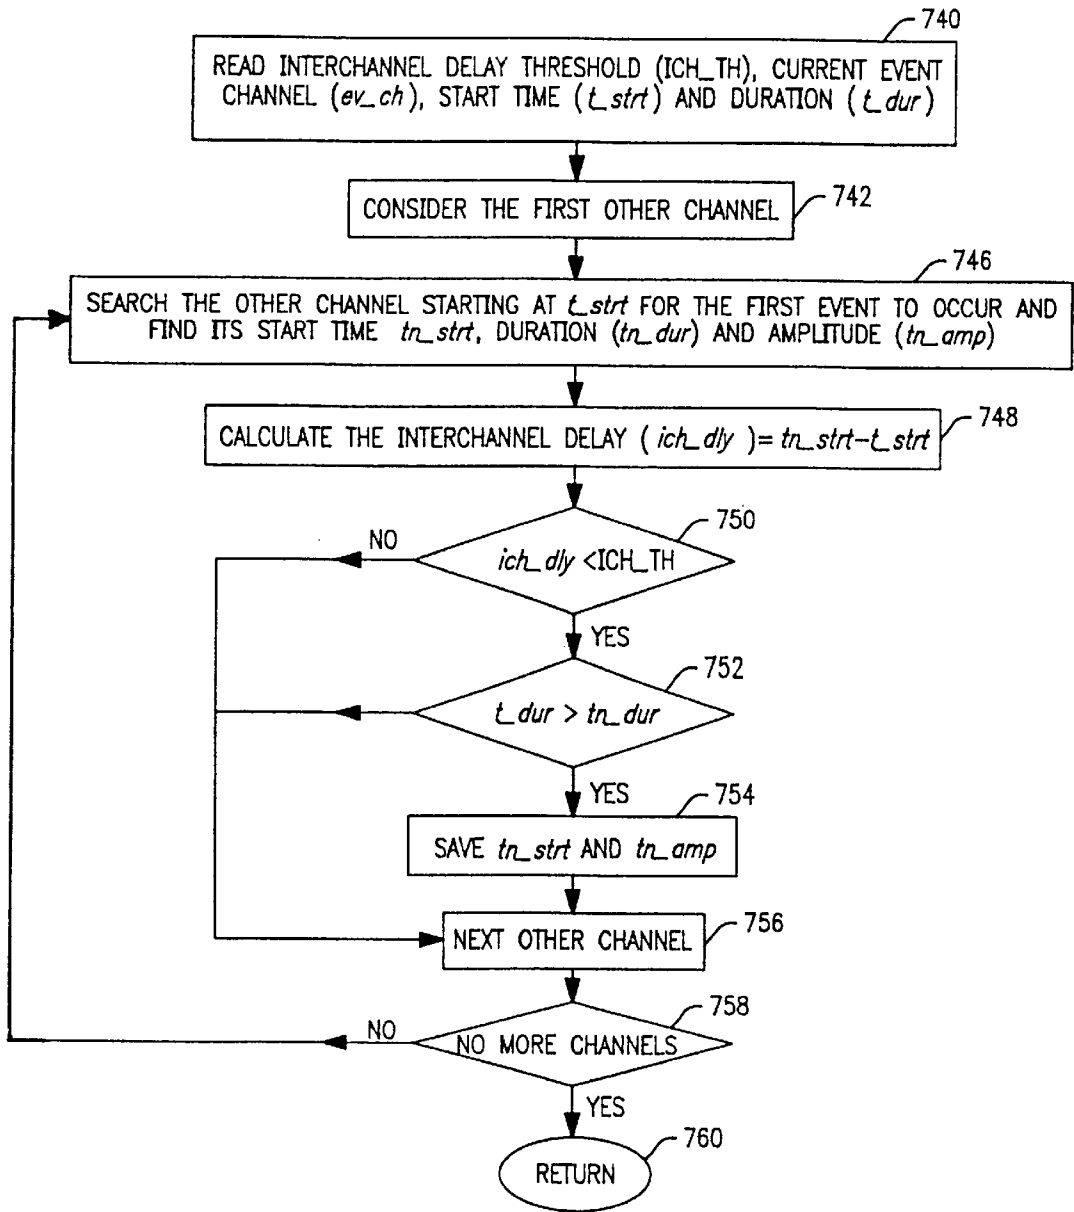 740
READ INTERCHANNEL DELAY THRESHOLD (ICH_TH), CURRENT EVENT
CHANNEL (ev_ch), START TIME (t_strt) AND DURATION (t_dur)
742
CONSIDER THE FIRST OTHER CHANNEL
746
SEARCH THE OTHER CHANNEL STARTING AT t_strt FOR THE FIRST EVENT TO OCCUR AND
FIND ITS START TIME tn_strt, DURATION (tn_dur) AND AMPLITUDE (tn_amp)
748
CALCULATE THE INTERCHANNEL DELAY ( ich_dly )= tn_strt-t_strt
750
NO
ich_dly <ICH_TH
YES
752
t_dur > tn_dur
YES
754
SAVE tn_strt AND tn_amp
756
NEXT OTHER CHANNEL
758
NO
NO MORE CHANNELS
YES
760
RETURN